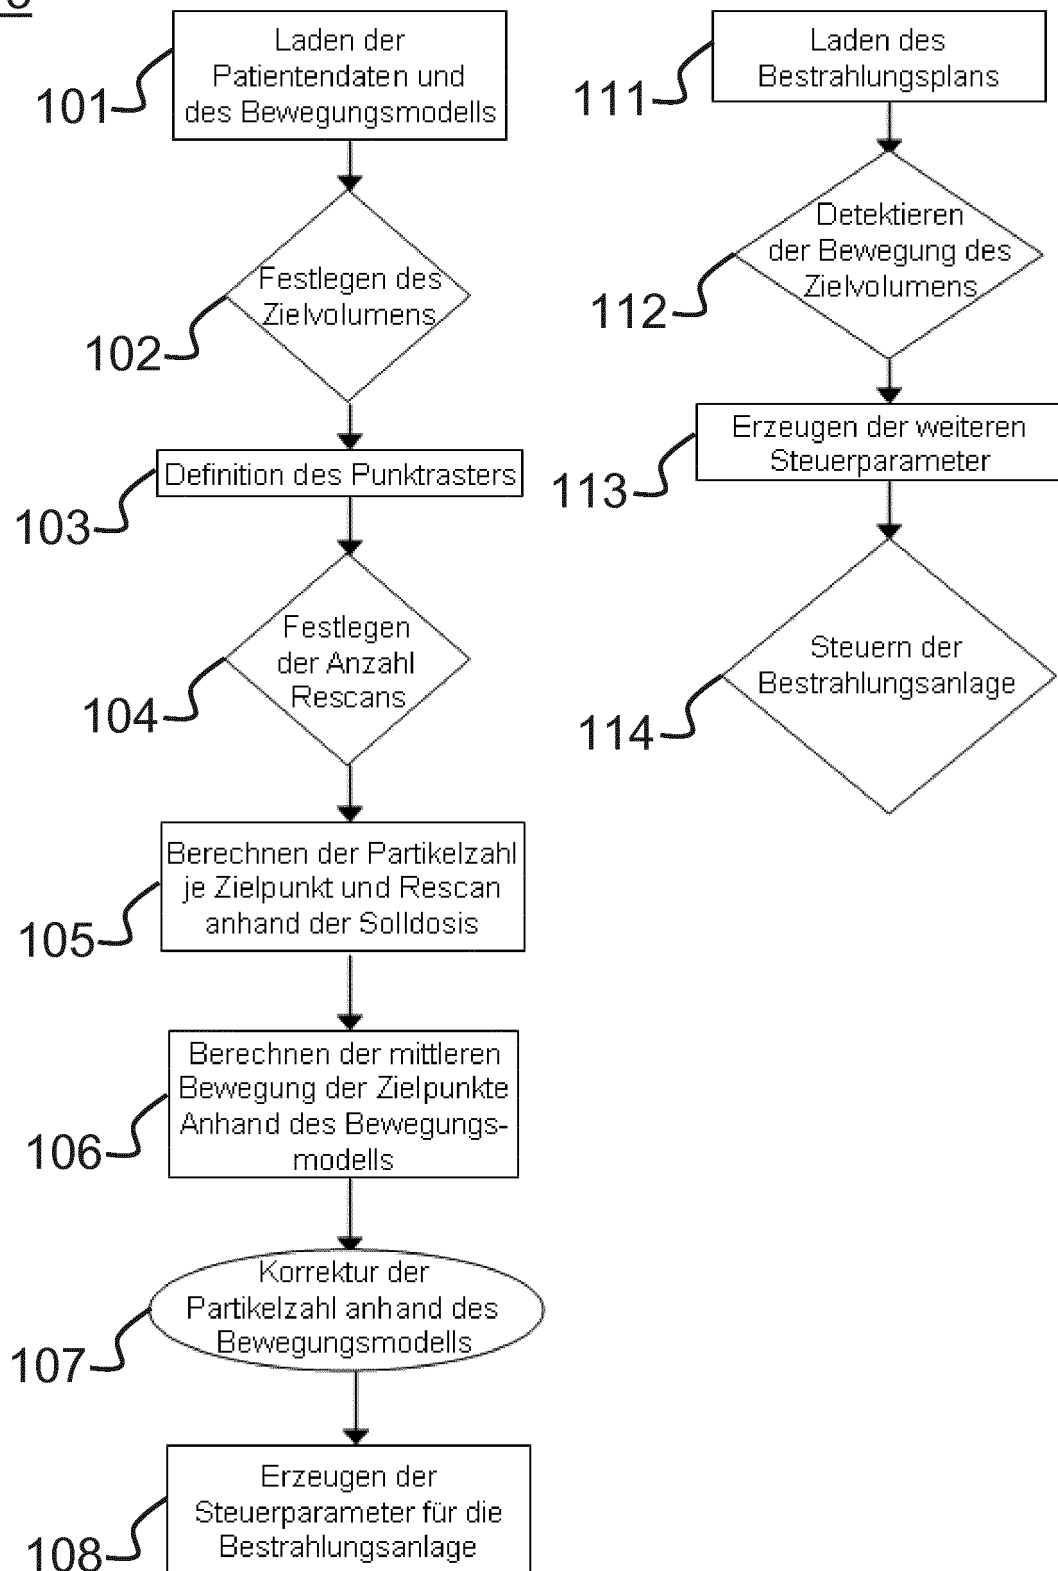 Laden der
Patientendaten und
des Bewegungsmodells
101
Festlegen des
Zielvolumens
102
Definition des Punktrasters
103
Festlegen
der Anzahl
Rescans
104
Berechnen der Partikelzahl
je Zielpunkt und Rescan
anhand der Solldosis
105
Berechnen der mittleren
Bewegung der Zielpunkte
Anhand des Bewegungs-
modells
106
Korrektur der
Partikelzahl anhand des
Bewegungsmodells
107
Erzeugen der
Steuerparameter für die
Bestrahlungsanlage
108
Laden des
Bestrahlungsplans
111
Detektieren
der Bewegung des
Zielvolumens
112
Erzeugen der weiteren
Steuerparameter
113
Steuern der
Bestrahlungsanlage
114